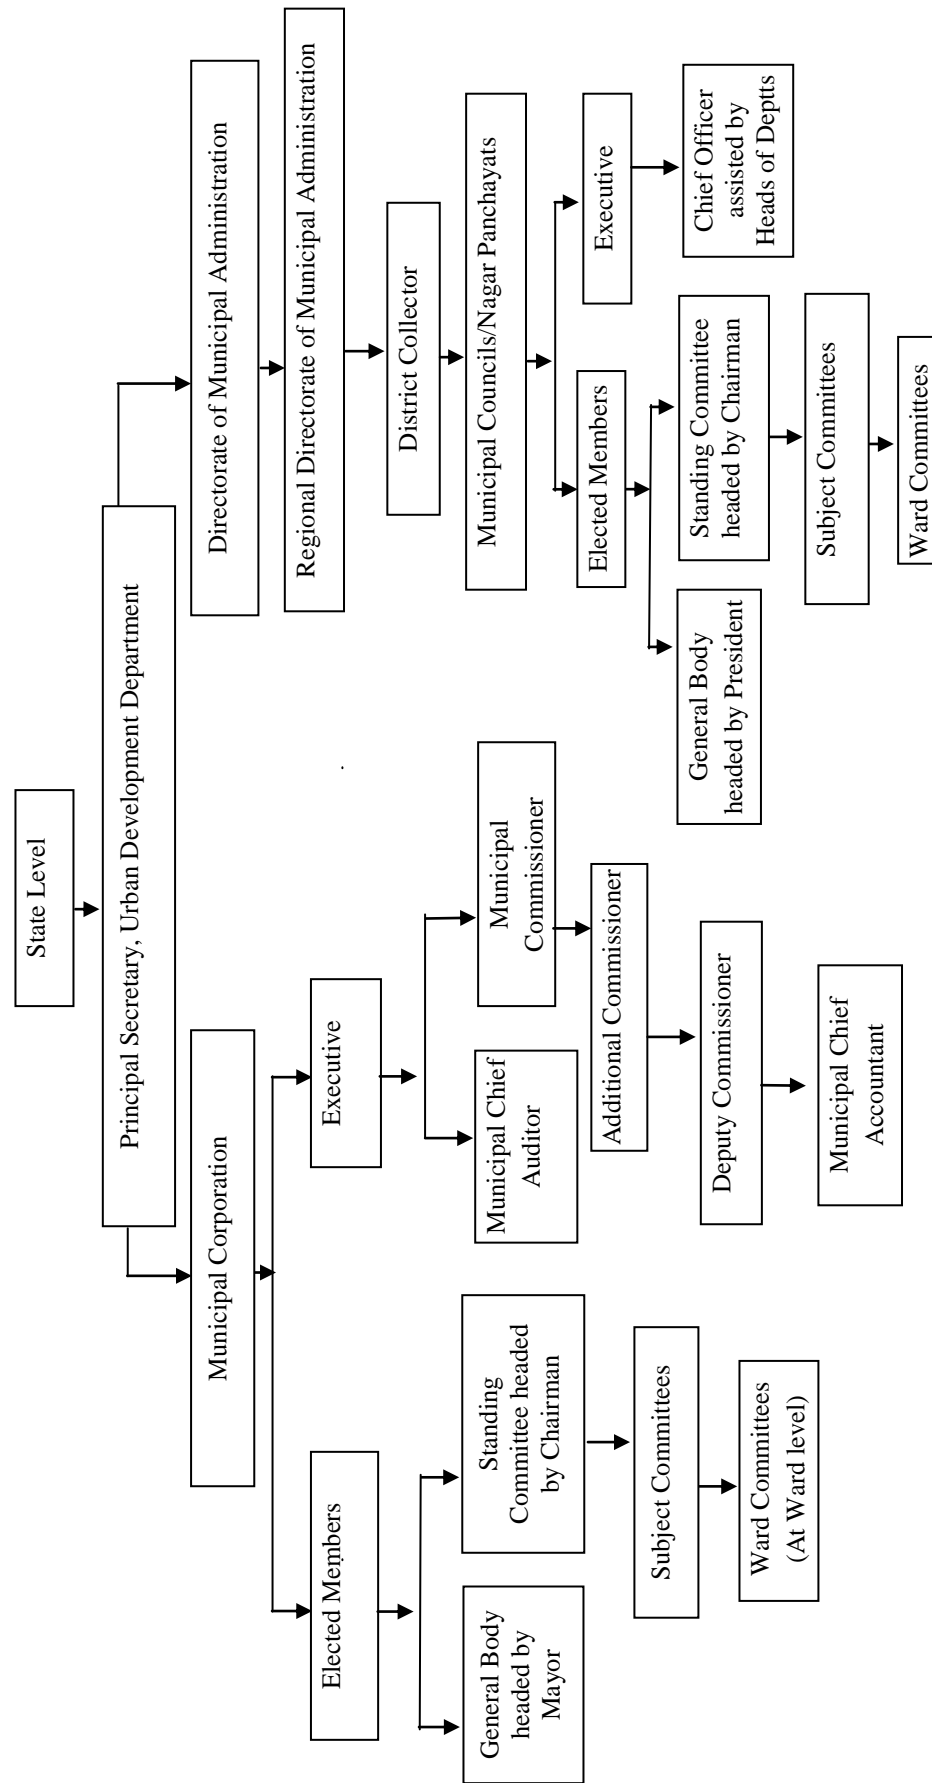 State Level
Principal Secretary, Urban Development Department
Municipal Corporation
Directorate of Municipal Administration
Regional Directorate of Municipal Administration
District Collector
Municipal Councils/Nagar Panchayats
Elected Members
Executive
Elected Members
Executive
General Body
headed by
Mayor
Standing
Committee headed
by Chairman
Municipal Chief
Auditor
Municipal
Commissioner
General Body
headed by President
Standing Committee
headed by Chairman
Chief Officer
assisted by
Heads of Deptts
Subject Committees
Additional Commissioner
Subject Committees
Ward Committees
(At Ward level)
Deputy Commissioner
Ward Committees
Municipal Chief
Accountant